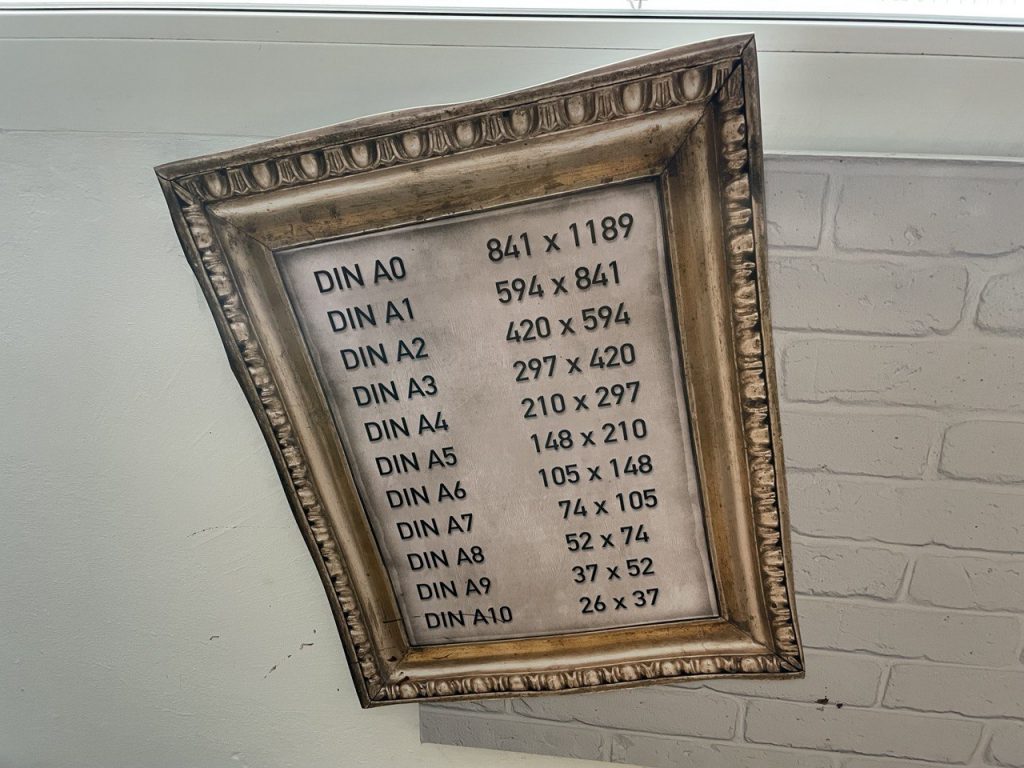 DIN A0 841 x 1189
DIN A1 594 x 841
DIN A2 420 x 594
DIN A3 297 x 420
DIN A4 210 x 297
DIN A5 148 x 210
DIN A6 105 x 148
DIN A7 74 x 105
DIN A8 52 x 74
DIN A9 37 x 52
DIN A10 26 x 37